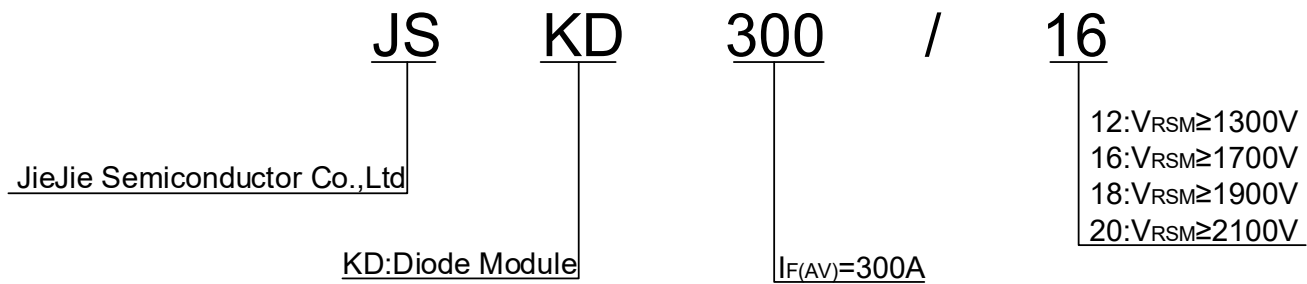 JS KD 300 / 16
12:VRSM≥1300V
16:VRSM≥1700V
JieJie Semiconductor Co.,Ltd
18:VRSM≥1900V
20:VRSM≥2100V
KD:Diode Module
IF(AV)=300A